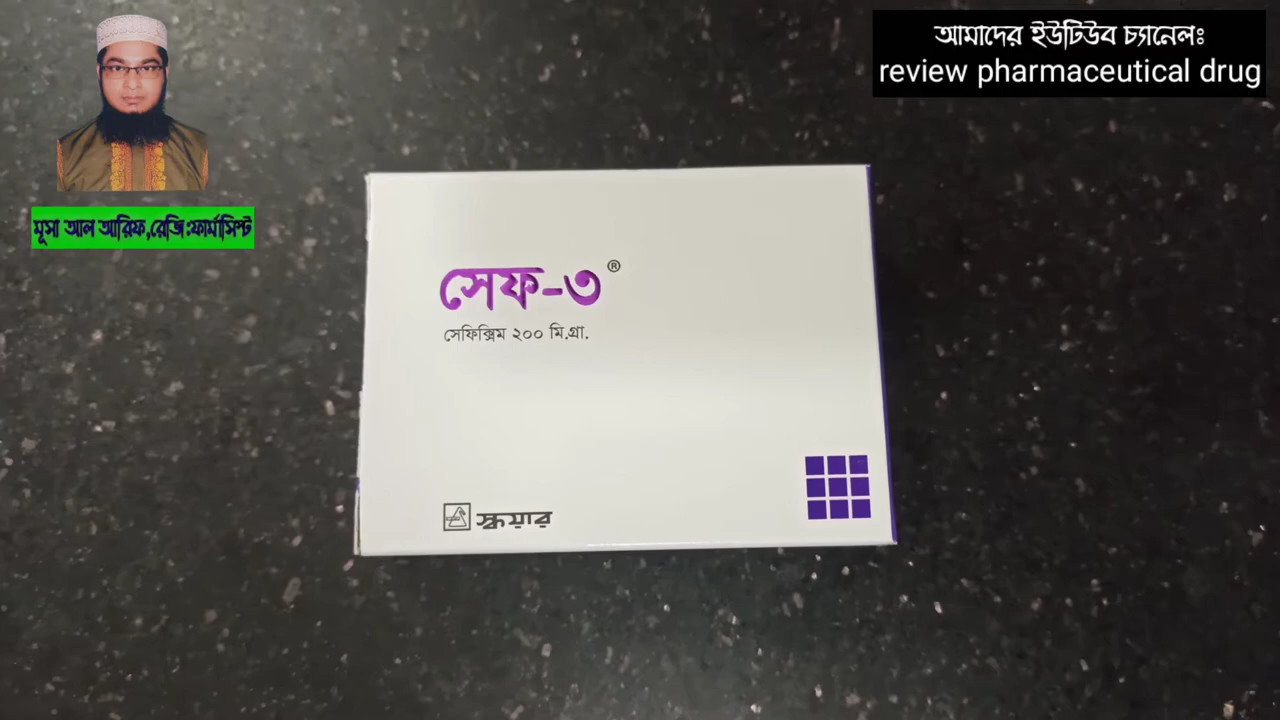 আমাদের ইউটিউব চ্যানেলঃ
review pharmaceutical drug
মূসা আল আরিফ,রেজি:ফার্মাসিস্ট
সেফ-৩®
সেফিক্সিম ২০০ মি.গ্রা.
স্কয়ার